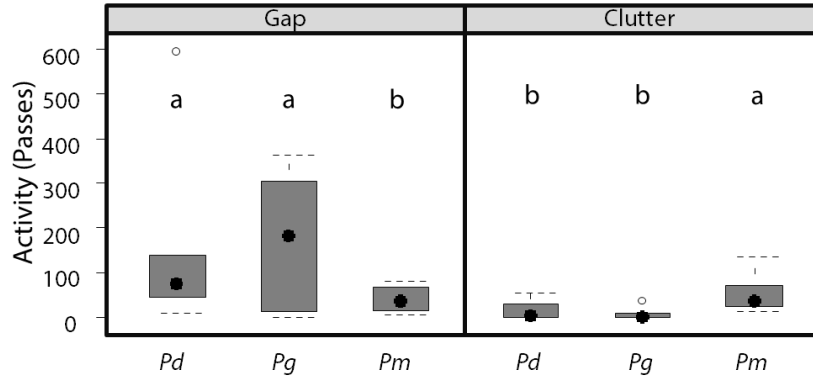 Gap Clutter
600
500
400
300
200
100
0
Activity (Passes)
a a b b b a
Pd Pg Pm Pd Pg Pm